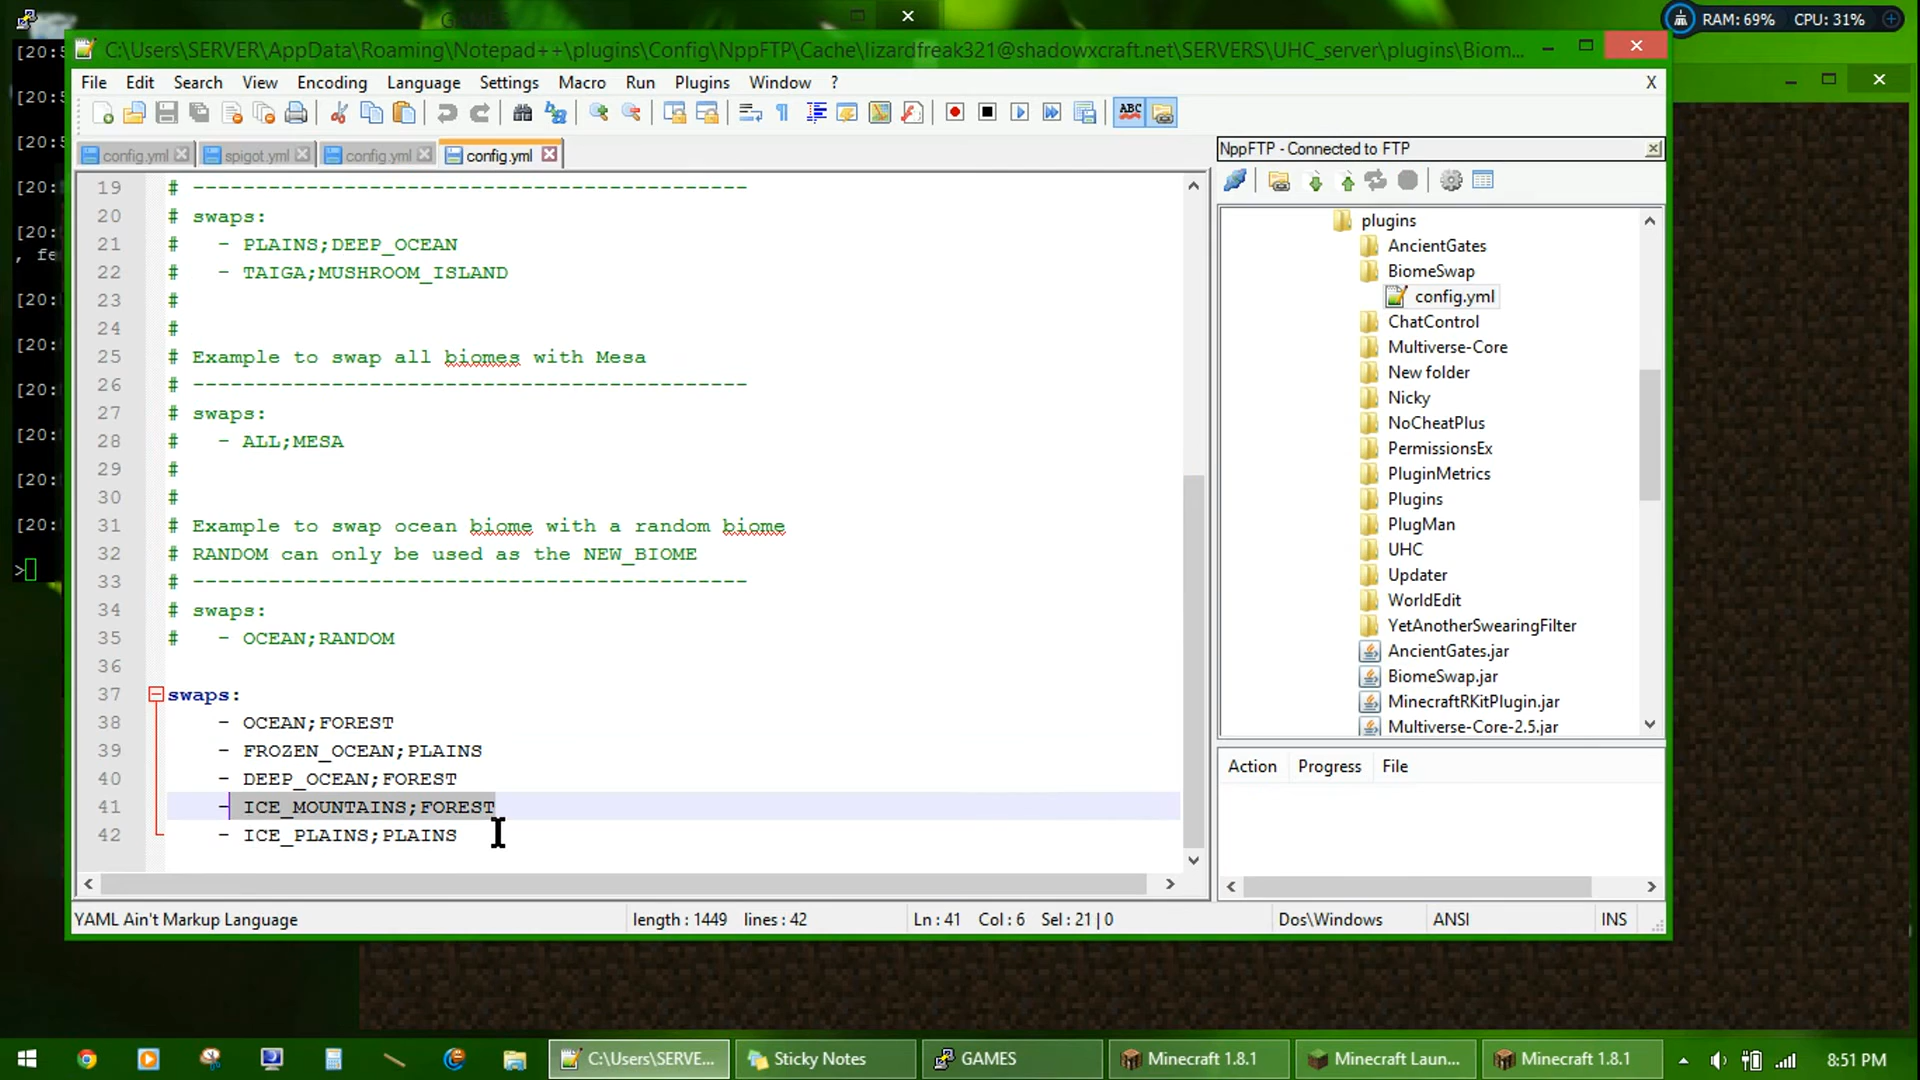 GAMES
RAM: 69% CPU: 31%
C:\Users\SERVER\AppData\Roaming\Notepad++\plugins\Config\NppFTP\Cache\lizardfreak321@shadowxcraft.net\SERVERS\UHC_server\plugins\Biom...
File Edit Search View Encoding Language Settings Macro Run Plugins Window ? X
ABC
config.yml spigot.yml config.yml config.yml
NppFTP - Connected to FTP
19 # --------------------------------------------
20 # swaps:
21 #   - PLAINS;DEEP_OCEAN
22 #   - TAIGA;MUSHROOM_ISLAND
23 #
24 #
25 # Example to swap all biomes with Mesa
26 # --------------------------------------------
27 # swaps:
28 #   - ALL;MESA
29 #
30 #
31 # Example to swap ocean biome with a random biome
32 # RANDOM can only be used as the NEW_BIOME
33 # --------------------------------------------
34 # swaps:
35 #   - OCEAN;RANDOM
36
37 swaps:
38     - OCEAN;FOREST
39     - FROZEN_OCEAN;PLAINS
40     - DEEP_OCEAN;FOREST
41     - ICE_MOUNTAINS;FOREST
42     - ICE_PLAINS;PLAINS
plugins
AncientGates
BiomeSwap
config.yml
ChatControl
Multiverse-Core
New folder
Nicky
NoCheatPlus
PermissionsEx
PluginMetrics
Plugins
PlugMan
UHC
Updater
WorldEdit
YetAnotherSwearingFilter
AncientGates.jar
BiomeSwap.jar
MinecraftRKitPlugin.jar
Multiverse-Core-2.5.jar
Action Progress File
YAML Ain't Markup Language length : 1449 lines : 42 Ln : 41 Col : 6 Sel : 21 | 0 Dos\Windows ANSI INS
C:\Users\SERVE... Sticky Notes GAMES Minecraft 1.8.1 Minecraft Laun... Minecraft 1.8.1 8:51 PM